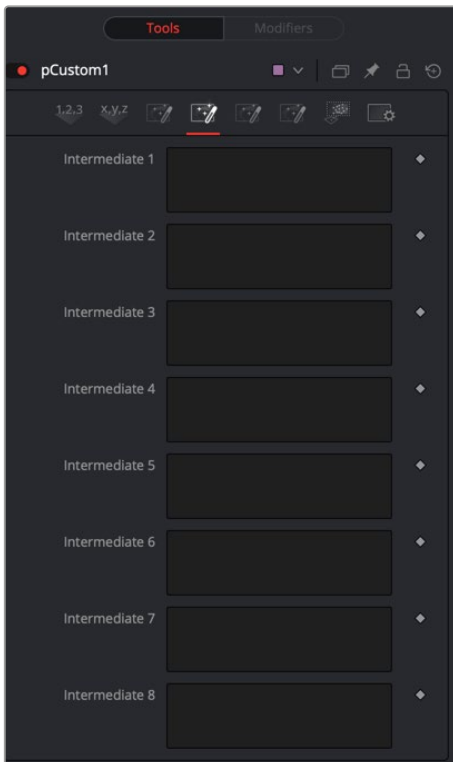 Tools Modifiers
pCustom1
1,2,3 x,y,z
Intermediate 1
Intermediate 2
Intermediate 3
Intermediate 4
Intermediate 5
Intermediate 6
Intermediate 7
Intermediate 8